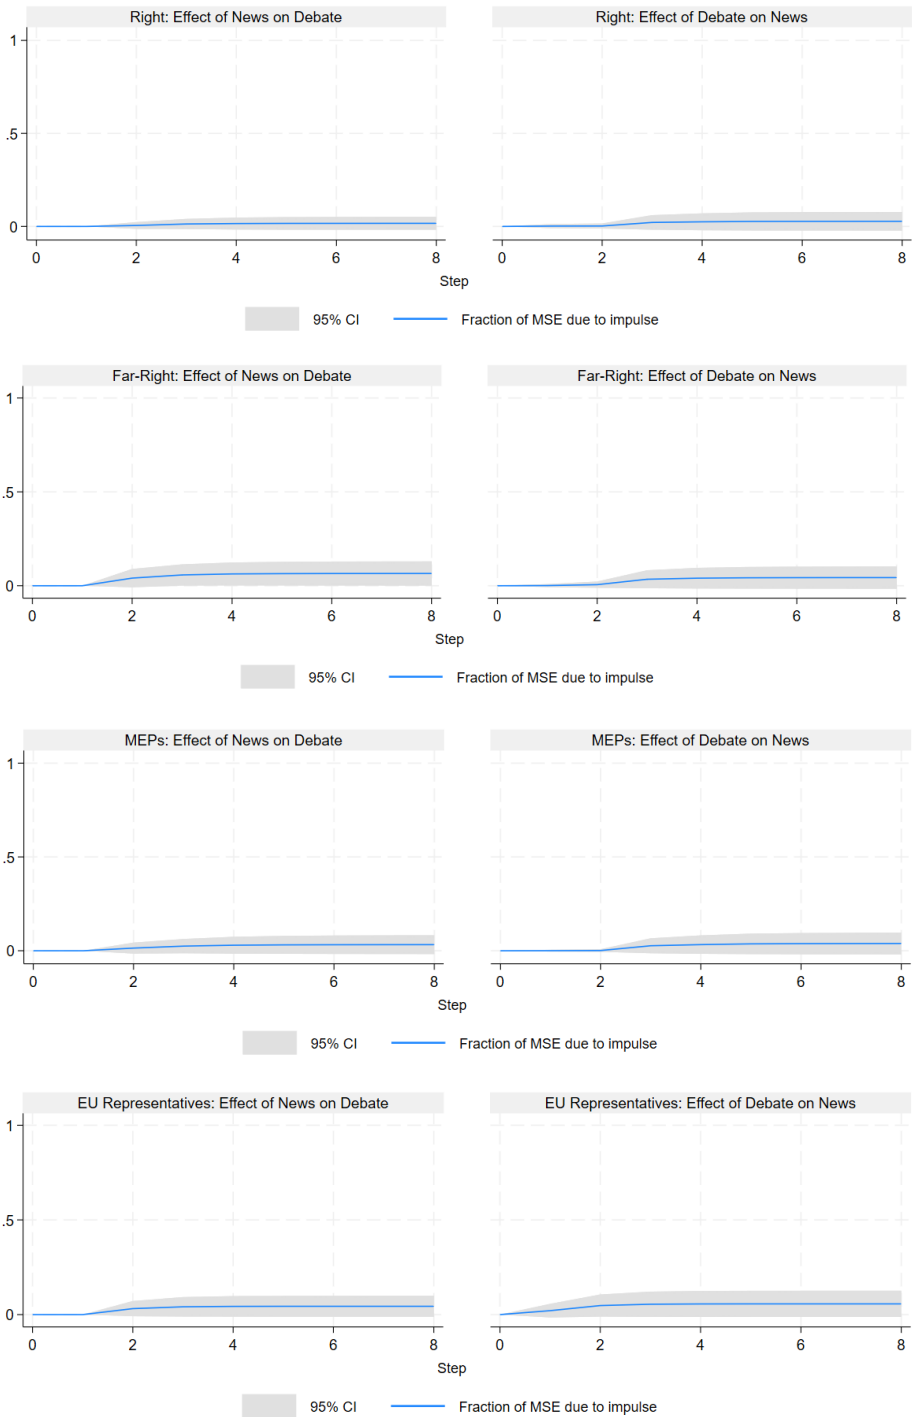 Right: Effect of News on Debate Right: Effect of Debate on News
1
.5
0
0 2 4 6 8 0 2 4 6 8
Step
95% CI Fraction of MSE due to impulse
Far-Right: Effect of News on Debate Far-Right: Effect of Debate on News
1
.5
0
0 2 4 6 8 0 2 4 6 8
Step
95% CI Fraction of MSE due to impulse
MEPs: Effect of News on Debate MEPs: Effect of Debate on News
1
.5
0
0 2 4 6 8 0 2 4 6 8
Step
95% CI Fraction of MSE due to impulse
EU Representatives: Effect of News on Debate EU Representatives: Effect of Debate on News
1
.5
0
0 2 4 6 8 0 2 4 6 8
Step
95% CI Fraction of MSE due to impulse